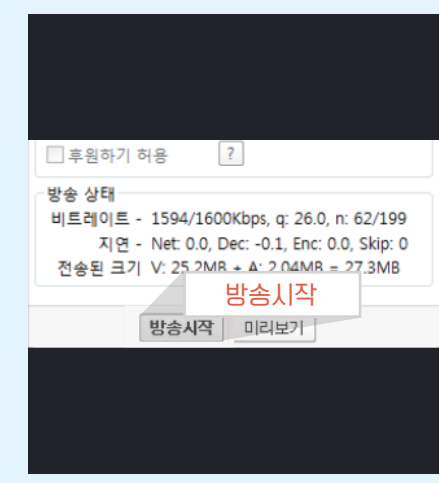 후원하기 허용 ?
방송 상태
비트레이트 - 1594/1600Kbps, q: 26.0, n: 62/199
지연 - Net: 0.0, Dec: -0.1, Enc: 0.0, Skip: 0
전송된 크기 V: 25.2MB + A: 2.04MB = 27.3MB
방송시작
방송시작 미리보기